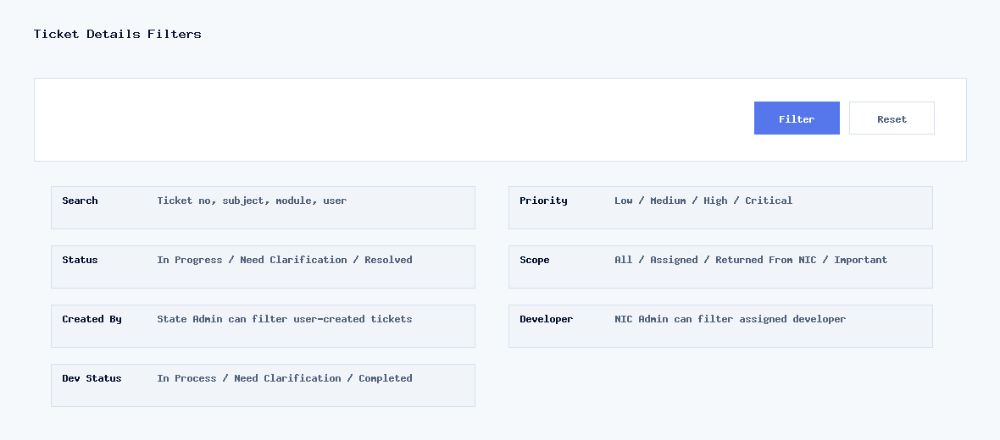 Ticket Details Filters
Filter
Reset
Search Ticket no, subject, module, user
Priority Low / Medium / High / Critical
Status In Progress / Need Clarification / Resolved
Scope All / Assigned / Returned From NIC / Important
Created By State Admin can filter user-created tickets
Developer NIC Admin can filter assigned developer
Dev Status In Process / Need Clarification / Completed